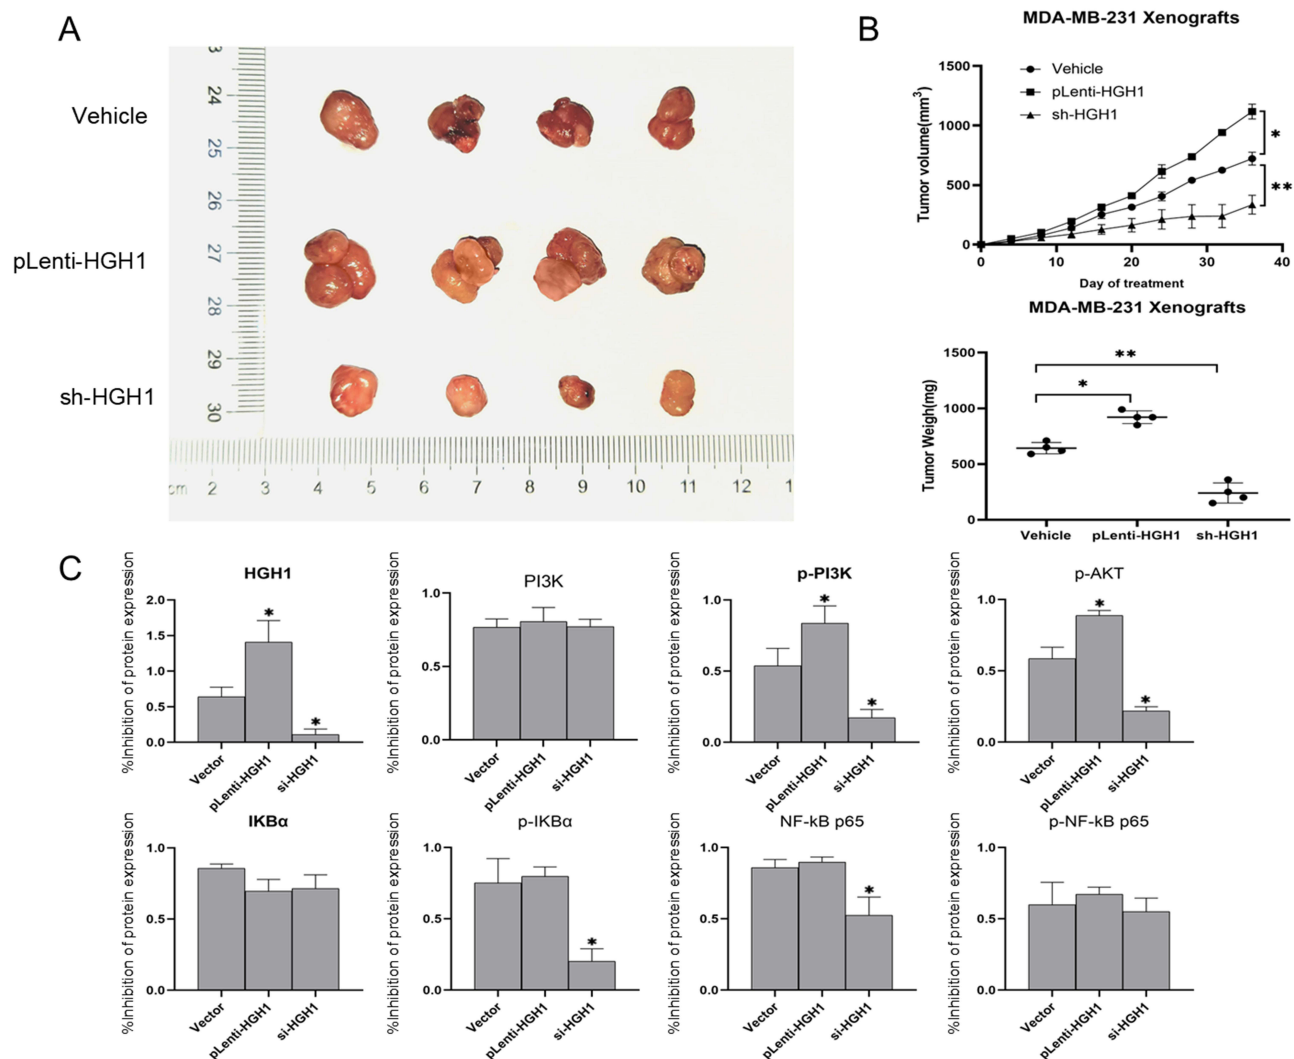 A
3
24
25
26
27
28
29
30
cm 2 3 4 5 6 7 8 9 10 11 12 1
Vehicle
pLenti-HGH1
sh-HGH1
B
MDA-MB-231 Xenografts
Tumor volume(mm³)
1500
1000
500
0
Vehicle
pLenti-HGH1
sh-HGH1
*
**
0 10 20 30 40
Day of treatment
MDA-MB-231 Xenografts
Tumor Weigh(mg)
1500
1000
500
0
**
*
Vehicle pLenti-HGH1 sh-HGH1
C
%Inhibition of protein expression
HGH1
2.0
1.5
1.0
0.5
0.0
*
*
Vector
pLenti-HGH1
si-HGH1
%Inhibition of protein expression
PI3K
1.0
0.5
0.0
Vector
pLenti-HGH1
si-HGH1
%Inhibition of protein expression
p-PI3K
1.0
0.5
0.0
*
*
Vector
pLenti-HGH1
si-HGH1
%Inhibition of protein expression
p-AKT
1.0
0.5
0.0
*
*
Vector
pLenti-HGH1
si-HGH1
%Inhibition of protein expression
IKBα
1.0
0.5
0.0
Vector
pLenti-HGH1
si-HGH1
%Inhibition of protein expression
p-IKBα
1.0
0.5
0.0
*
Vector
pLenti-HGH1
si-HGH1
%Inhibition of protein expression
NF-kB p65
1.0
0.5
0.0
*
Vector
pLenti-HGH1
si-HGH1
%Inhibition of protein expression
p-NF-kB p65
1.0
0.5
0.0
Vector
pLenti-HGH1
si-HGH1